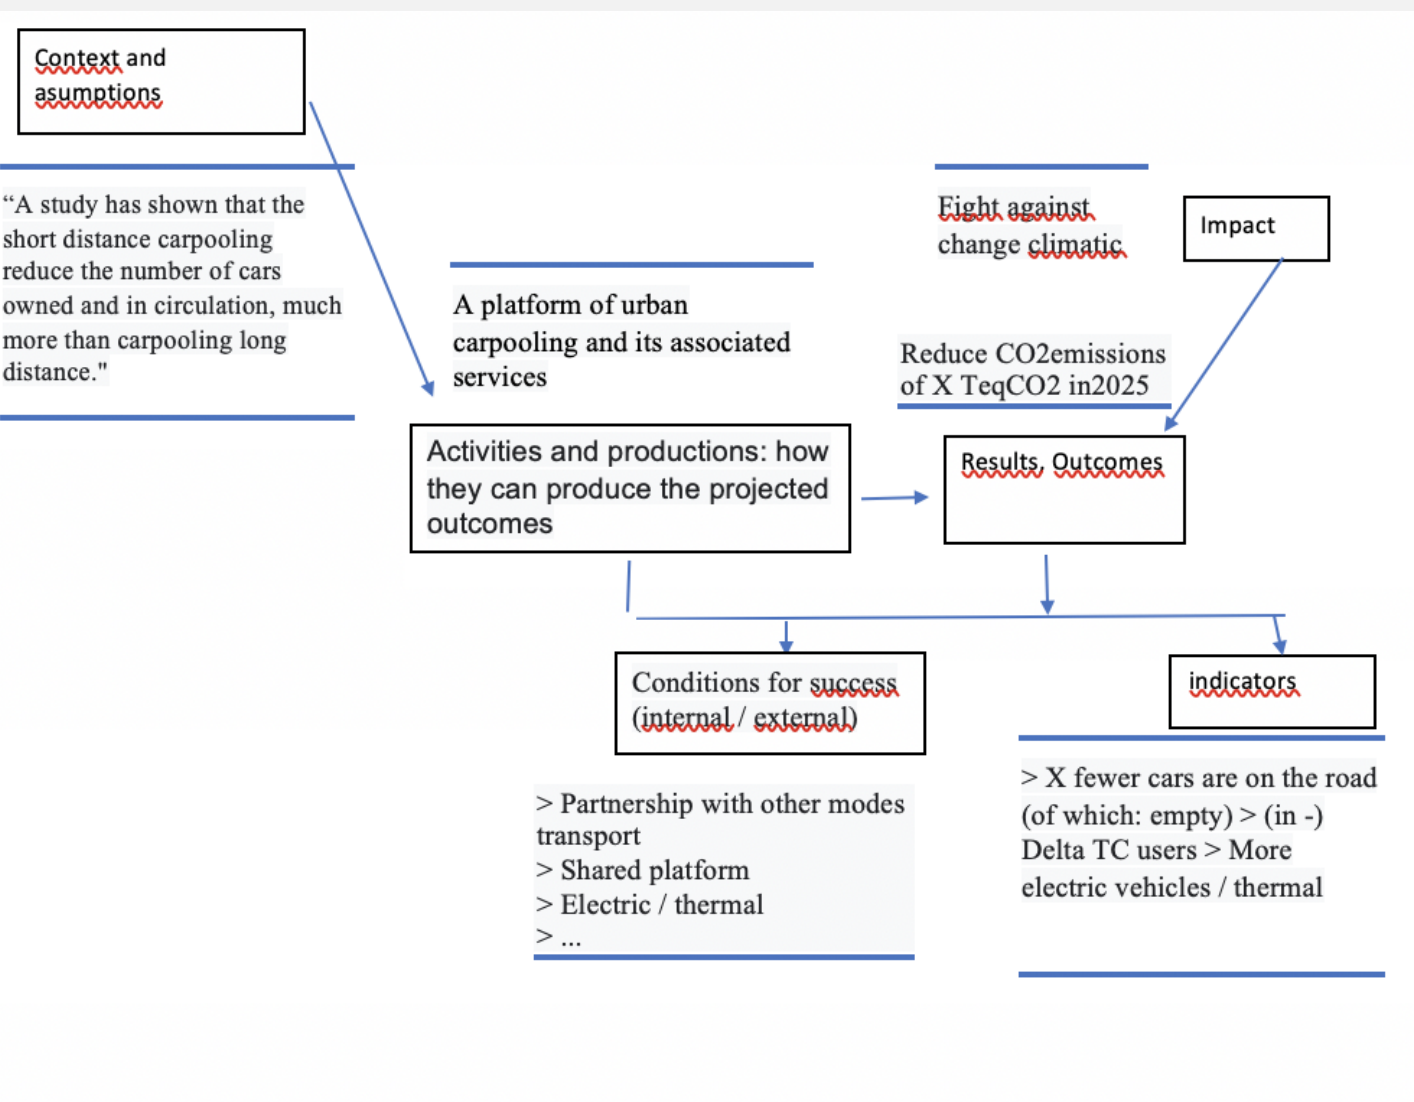 Context and
asumptions
“A study has shown that the
short distance carpooling
reduce the number of cars
owned and in circulation, much
more than carpooling long
distance."
A platform of urban
carpooling and its associated
services
Fight against
change climatic
Impact
Reduce CO2emissions
of X TeqCO2 in2025
Activities and productions: how
they can produce the projected
outcomes
Results, Outcomes
Conditions for success
(internal / external)
> Partnership with other modes
transport
> Shared platform
> Electric / thermal
> ...
indicators
> X fewer cars are on the road
(of which: empty) > (in -)
Delta TC users > More
electric vehicles / thermal